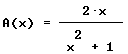 A(x) = 2·x / (x^2 + 1)